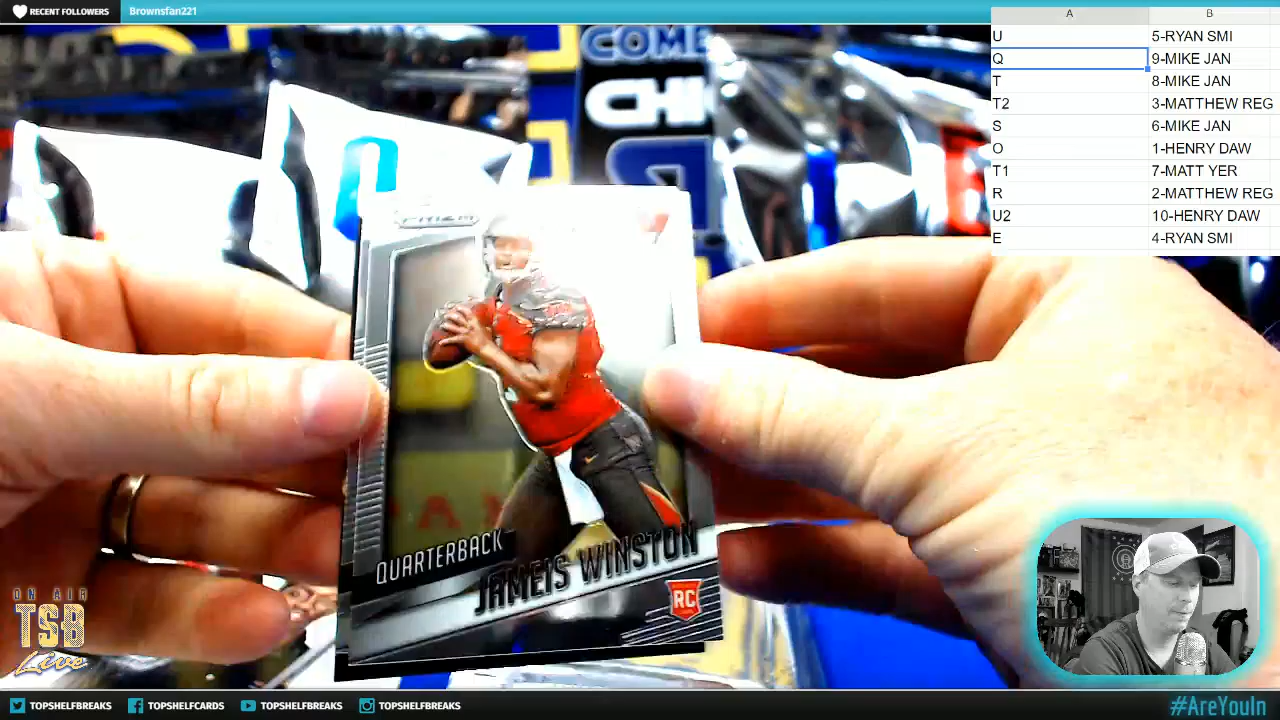 RECENT FOLLOWERS Brownsfan221
A B
U 5-RYAN SMI
Q 9-MIKE JAN
T 8-MIKE JAN
T2 3-MATTHEW REG
S 6-MIKE JAN
O 1-HENRY DAW
T1 7-MATT YER
R 2-MATTHEW REG
U2 10-HENRY DAW
E 4-RYAN SMI
PRIZM
QUARTERBACK
JAMEIS WINSTON
RC
ON AIR
TSB
Live
TOPSHELFBREAKS TOPSHELFCARDS TOPSHELFBREAKS TOPSHELFBREAKS #AreYouIn